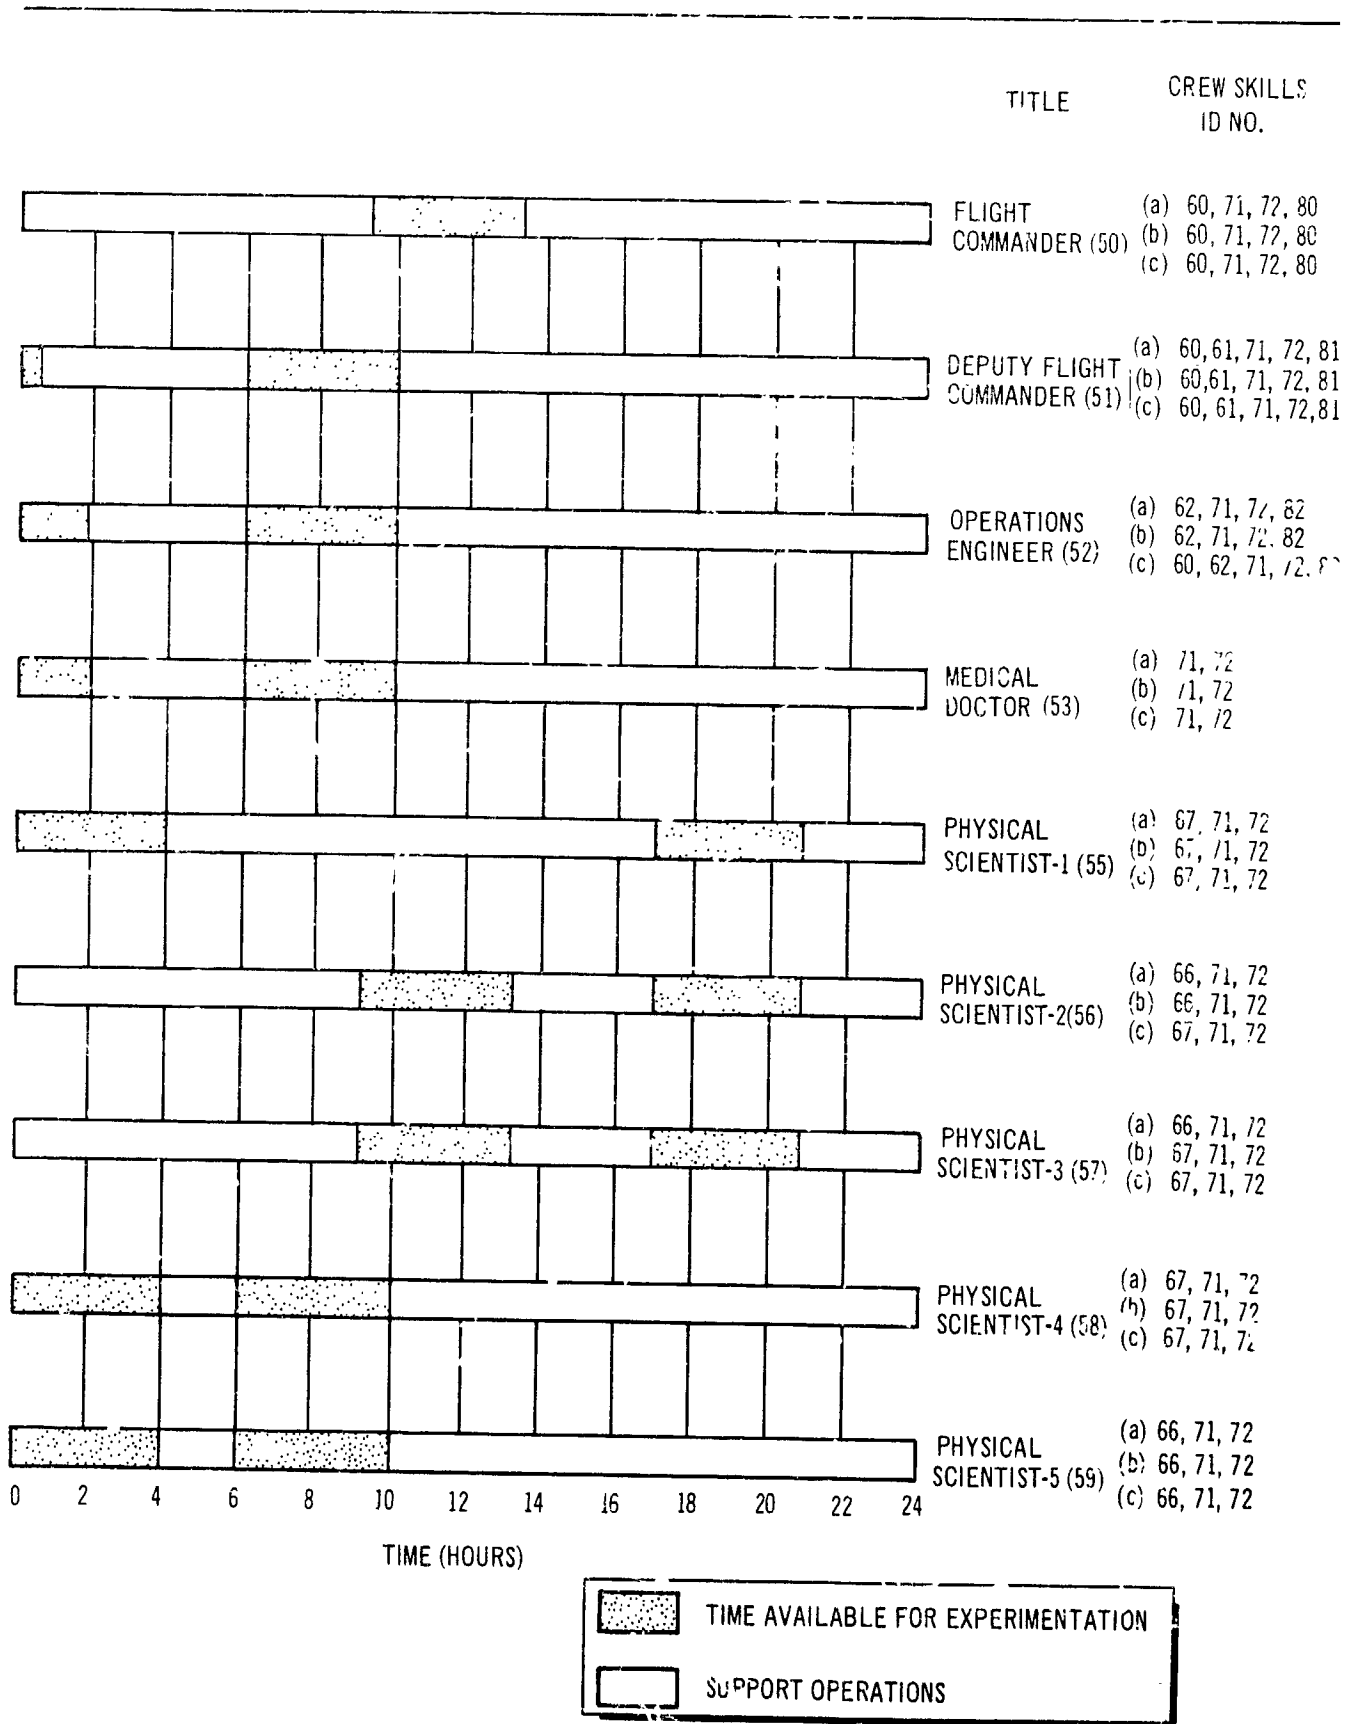 TITLE
CREW SKILLS
ID NO.
FLIGHT
COMMANDER (50)
(a) 60, 71, 72, 80
(b) 60, 71, 72, 80
(c) 60, 71, 72, 80
DEPUTY FLIGHT
COMMANDER (51)
(a) 60, 61, 71, 72, 81
(b) 60, 61, 71, 72, 81
(c) 60, 61, 71, 72, 81
OPERATIONS
ENGINEER (52)
(a) 62, 71, 72, 82
(b) 62, 71, 72, 82
(c) 60, 62, 71, 72,
MEDICAL
DOCTOR (53)
(a) 71, 72
(b) 71, 72
(c) 71, 72
PHYSICAL
SCIENTIST-1 (55)
(a) 67, 71, 72
(b) 67, 71, 72
(c) 67, 71, 72
PHYSICAL
SCIENTIST-2(56)
(a) 66, 71, 72
(b) 66, 71, 72
(c) 67, 71, 72
PHYSICAL
SCIENTIST-3 (57)
(a) 66, 71, 72
(b) 67, 71, 72
(c) 67, 71, 72
PHYSICAL
SCIENTIST-4 (58)
(a) 67, 71, 72
(b) 67, 71, 72
(c) 67, 71, 72
PHYSICAL
SCIENTIST-5 (59)
(a) 66, 71, 72
(b) 66, 71, 72
(c) 66, 71, 72
0 2 4 6 8 10 12 14 16 18 20 22 24
TIME (HOURS)
TIME AVAILABLE FOR EXPERIMENTATION
SUPPORT OPERATIONS